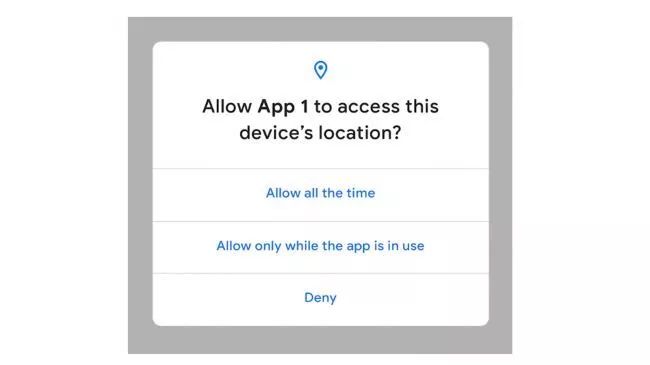 Allow App 1 to access this
device’s location?
Allow all the time
Allow only while the app is in use
Deny